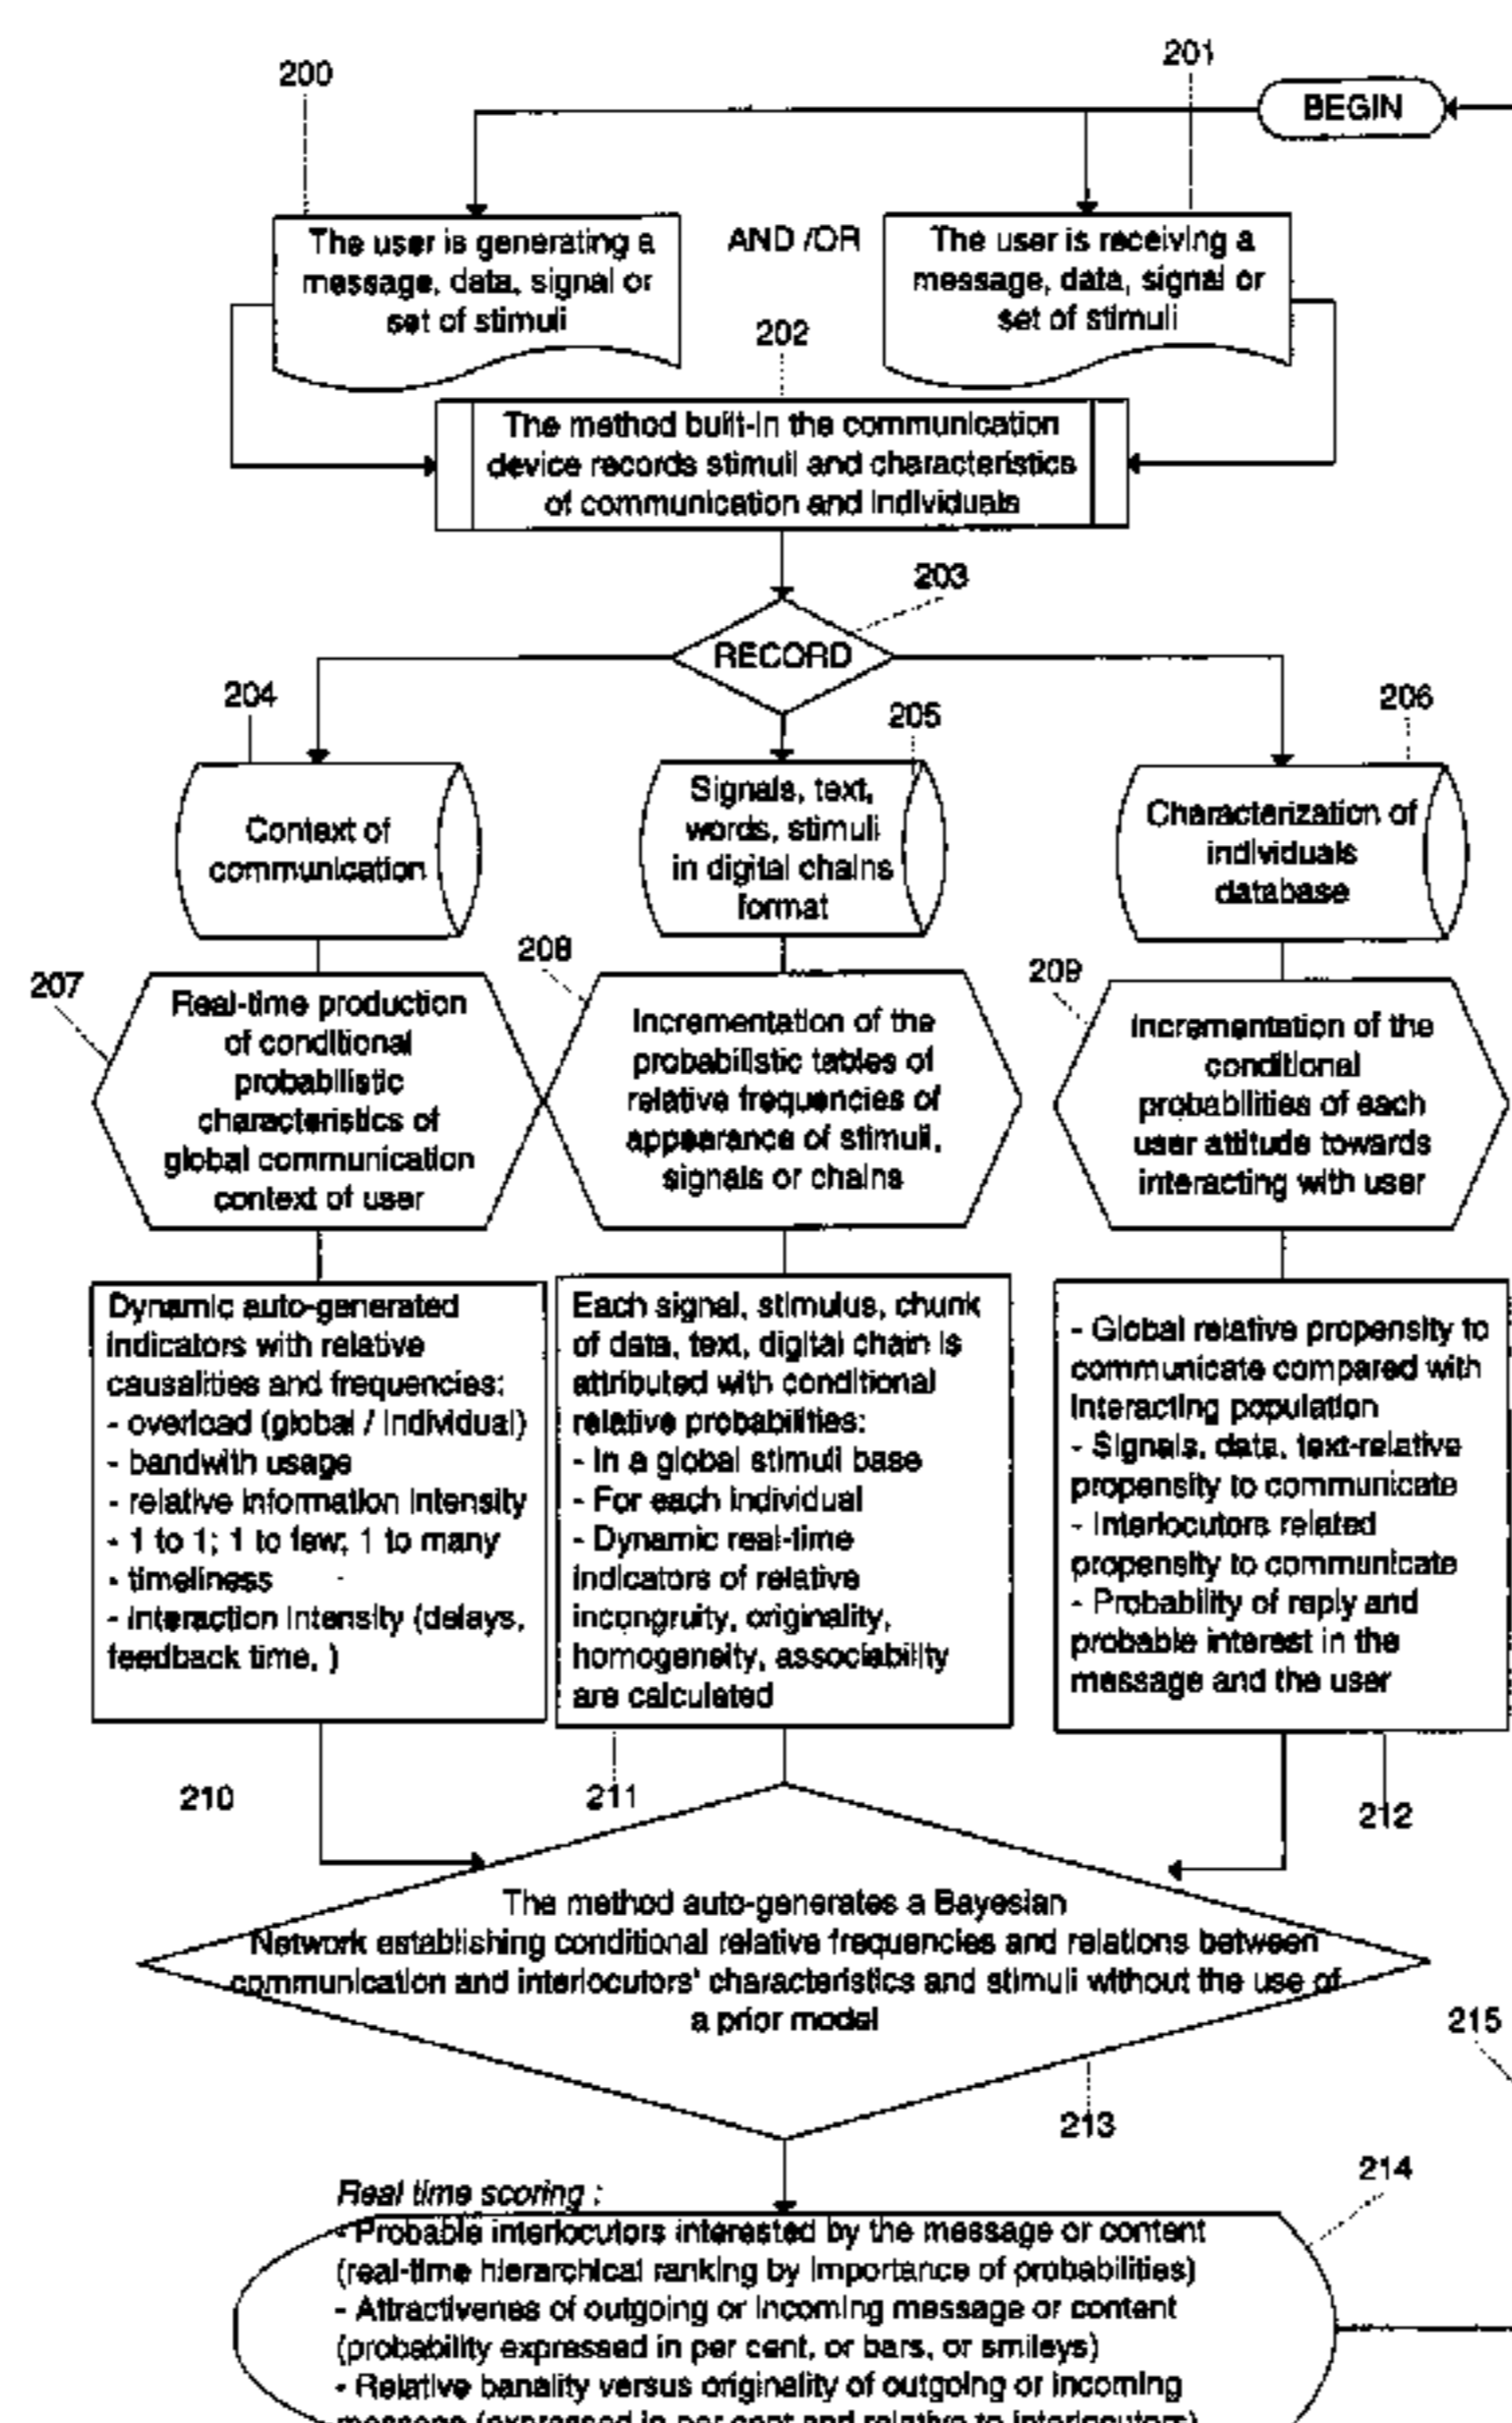 200
201
BEGIN
The user is generating a
message, data, signal or
set of stimuli
AND /OR
The user is receiving a
message, data, signal or
set of stimuli
202
The method built-in the communication
device records stimuli and characteristics
of communication and individuals
203
RECORD
204
205
206
Context of
communication
Signals, text,
words, stimuli
in digital chains
format
Characterization of
individuals
database
207
208
209
Real-time production
of conditional
probabilistic
characteristics of
global communication
context of user
Incrementation of the
probabilistic tables of
relative frequencies of
appearance of stimuli,
signals or chains
Incrementation of the
conditional
probabilities of each
user attitude towards
interacting with user
Dynamic auto-generated
indicators with relative
causalities and frequencies:
- overload (global / individual)
- bandwith usage
- relative information intensity
- 1 to 1; 1 to few; 1 to many
- timeliness
- Interaction Intensity (delays,
feedback time, )
Each signal, stimulus, chunk
of data, text, digital chain is
attributed with conditional
relative probabilities:
- In a global stimuli base
- For each individual
- Dynamic real-time
indicators of relative
incongruity, originality,
homogeneity, associability
are calculated
- Global relative propensity to
communicate compared with
interacting population
- Signals, data, text-relative
propensity to communicate
- Interlocutors related
propensity to communicate
- Probability of reply and
probable interest in the
message and the user
210
211
212
The method auto-generates a Bayesian
Network establishing conditional relative frequencies and relations between
communication and interlocutors' characteristics and stimuli without the use of
a prior model
213
215
214
Real time scoring :
- Probable interlocutors interested by the message or content
(real-time hierarchical ranking by importance of probabilities)
- Attractivenes of outgoing or incoming message or content
(probability expressed in per cent, or bars, or smileys)
- Relative banality versus originality of outgoing or incoming
message (expressed in per cent and relative to interlocutors)